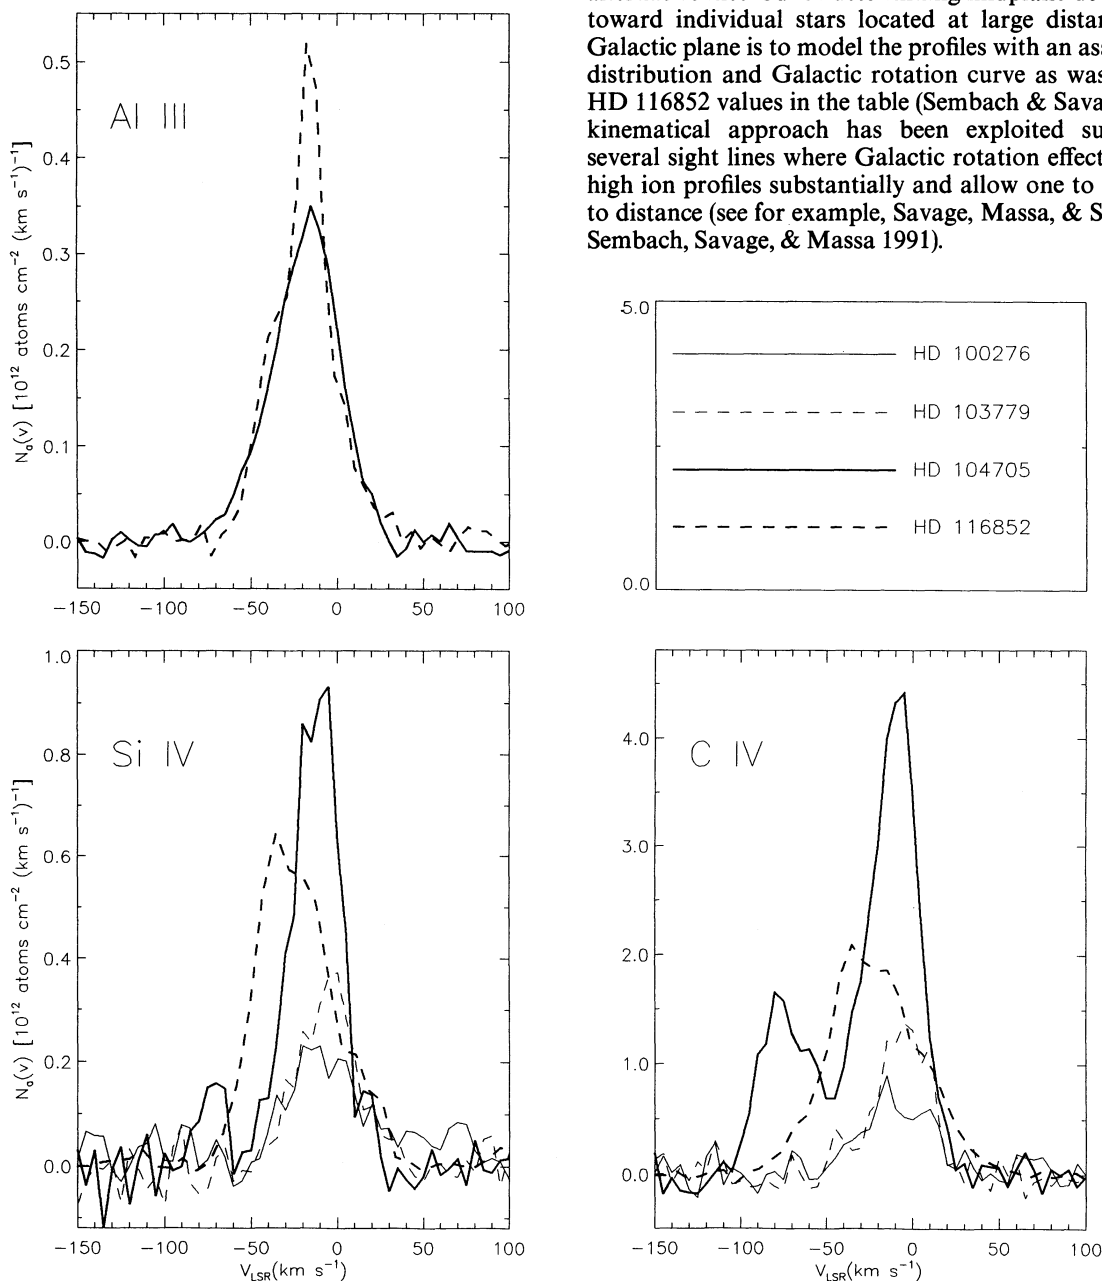 toward individual stars located at large distan
Galactic plane is to model the profiles with an as
distribution and Galactic rotation curve as was
HD 116852 values in the table (Sembach & Sava
kinematical approach has been exploited su
several sight lines where Galactic rotation effect
high ion profiles substantially and allow one to
to distance (see for example, Savage, Massa, & S
Sembach, Savage, & Massa 1991).
Al III
Nₐ(v) [10¹² atoms cm⁻² (km s⁻¹)⁻¹]
0.5
0.4
0.3
0.2
0.1
0.0
−150 −100 −50 0 50 100
5.0
HD 100276
HD 103779
HD 104705
HD 116852
0.0
Si IV
Nₐ(v) [10¹² atoms cm⁻² (km s⁻¹)⁻¹]
1.0
0.8
0.6
0.4
0.2
0.0
−150 −100 −50 0 50 100
V_LSR(km s⁻¹)
C IV
4.0
3.0
2.0
1.0
0.0
−150 −100 −50 0 50 100
V_LSR(km s⁻¹)